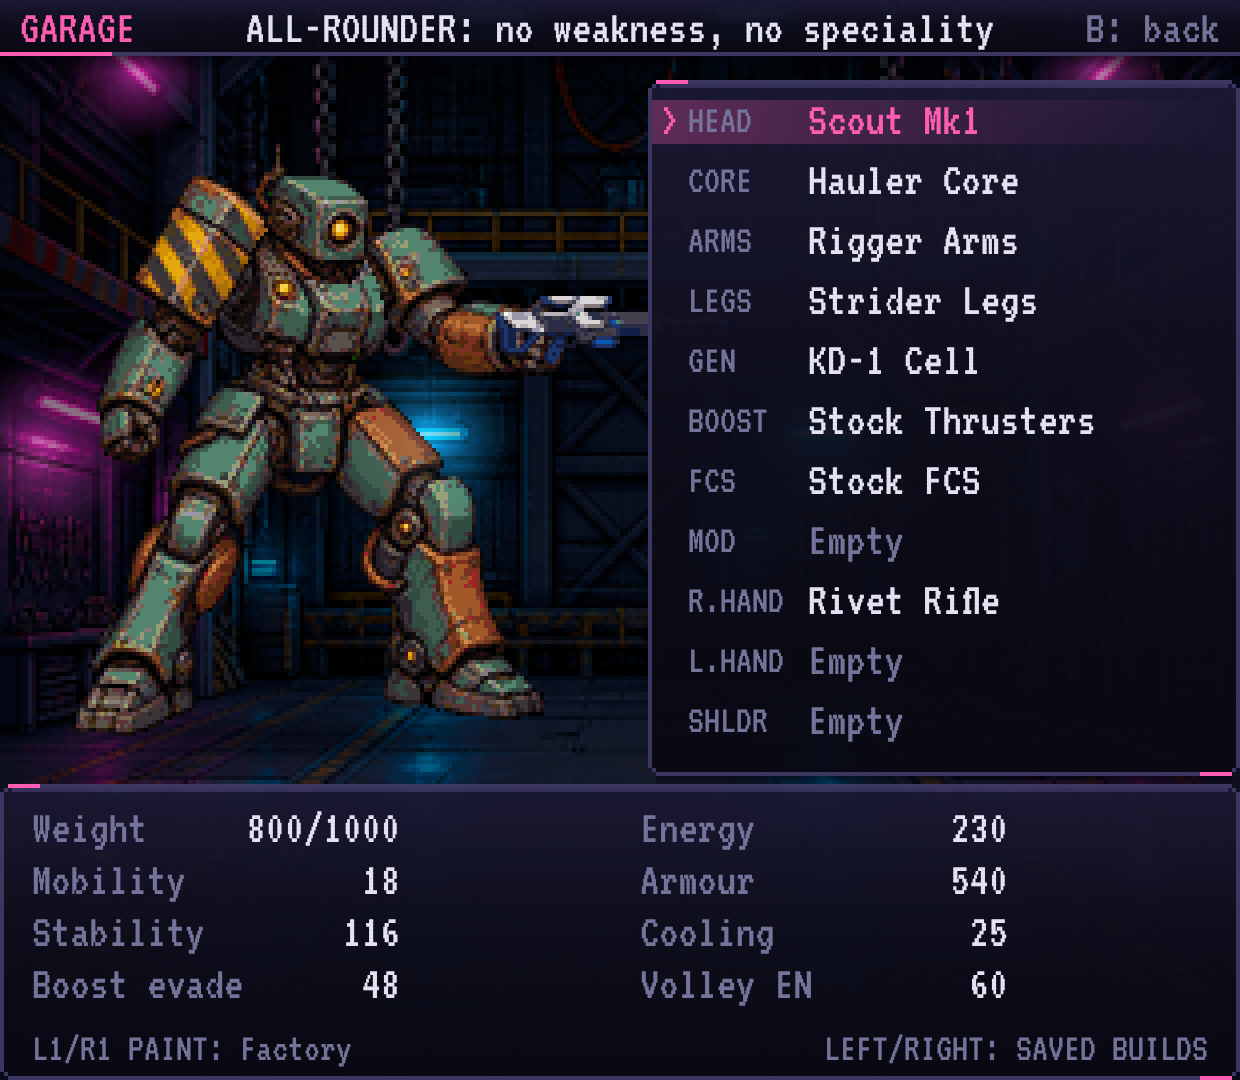 GARAGE ALL-ROUNDER: no weakness, no speciality B: back
HEAD Scout Mk1
CORE Hauler Core
ARMS Rigger Arms
LEGS Strider Legs
GEN KD-1 Cell
BOOST Stock Thrusters
FCS Stock FCS
MOD Empty
R.HAND Rivet Rifle
L.HAND Empty
SHLDR Empty
Weight 800/1000 Energy 230
Mobility 18 Armour 540
Stability 116 Cooling 25
Boost evade 48 Volley EN 60
L1/R1 PAINT: Factory LEFT/RIGHT: SAVED BUILDS